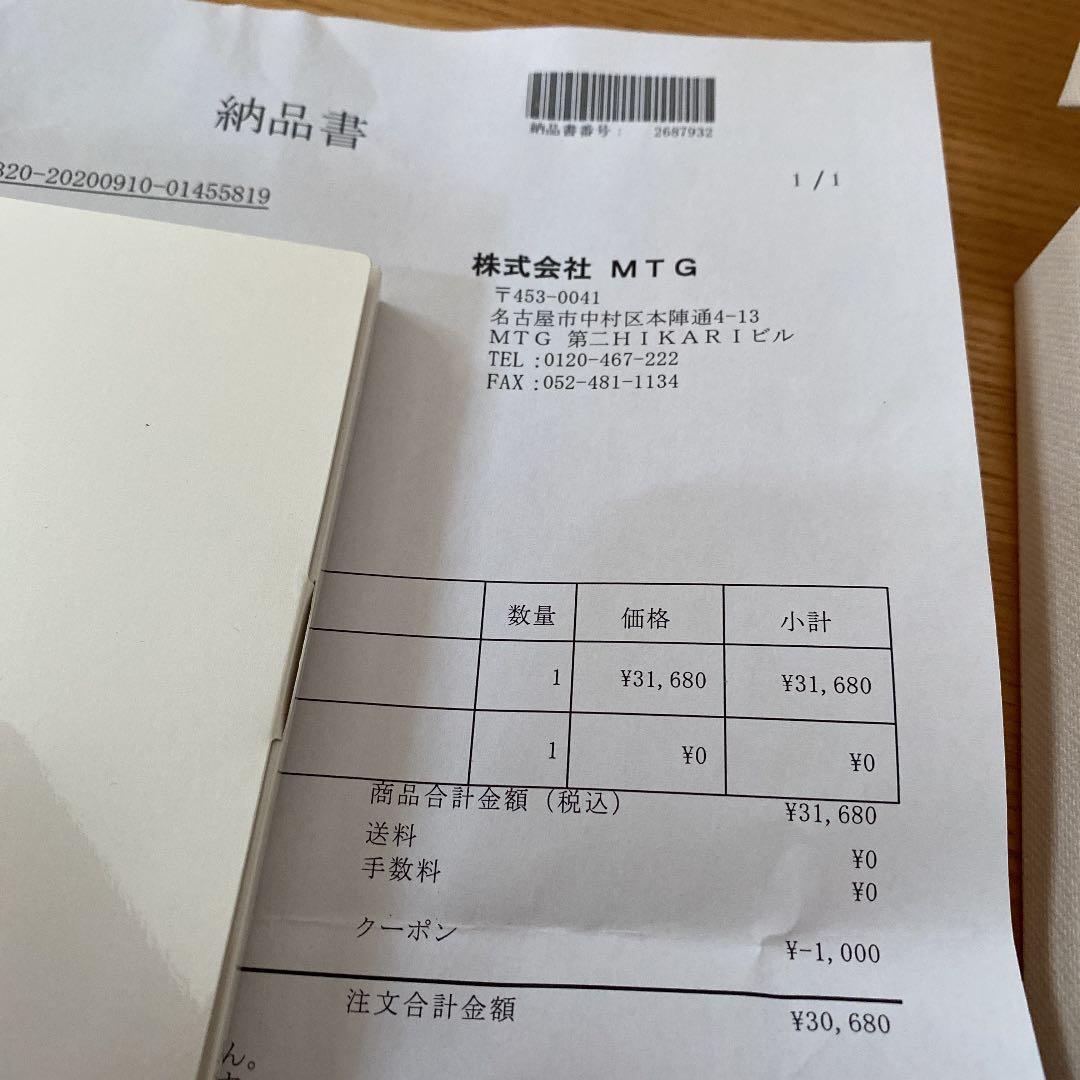 納品書
納品書番号： 2687932
820-20200910-01455819
1 / 1
株式会社 MTG
〒453-0041
名古屋市中村区本陣通4-13
MTG 第二HIKARIビル
TEL :0120-467-222
FAX :052-481-1134
数量 価格 小計
1 ¥31,680 ¥31,680
1 ¥0 ¥0
商品合計金額（税込） ¥31,680
送料 ¥0
手数料 ¥0
クーポン ¥-1,000
注文合計金額 ¥30,680
ん。